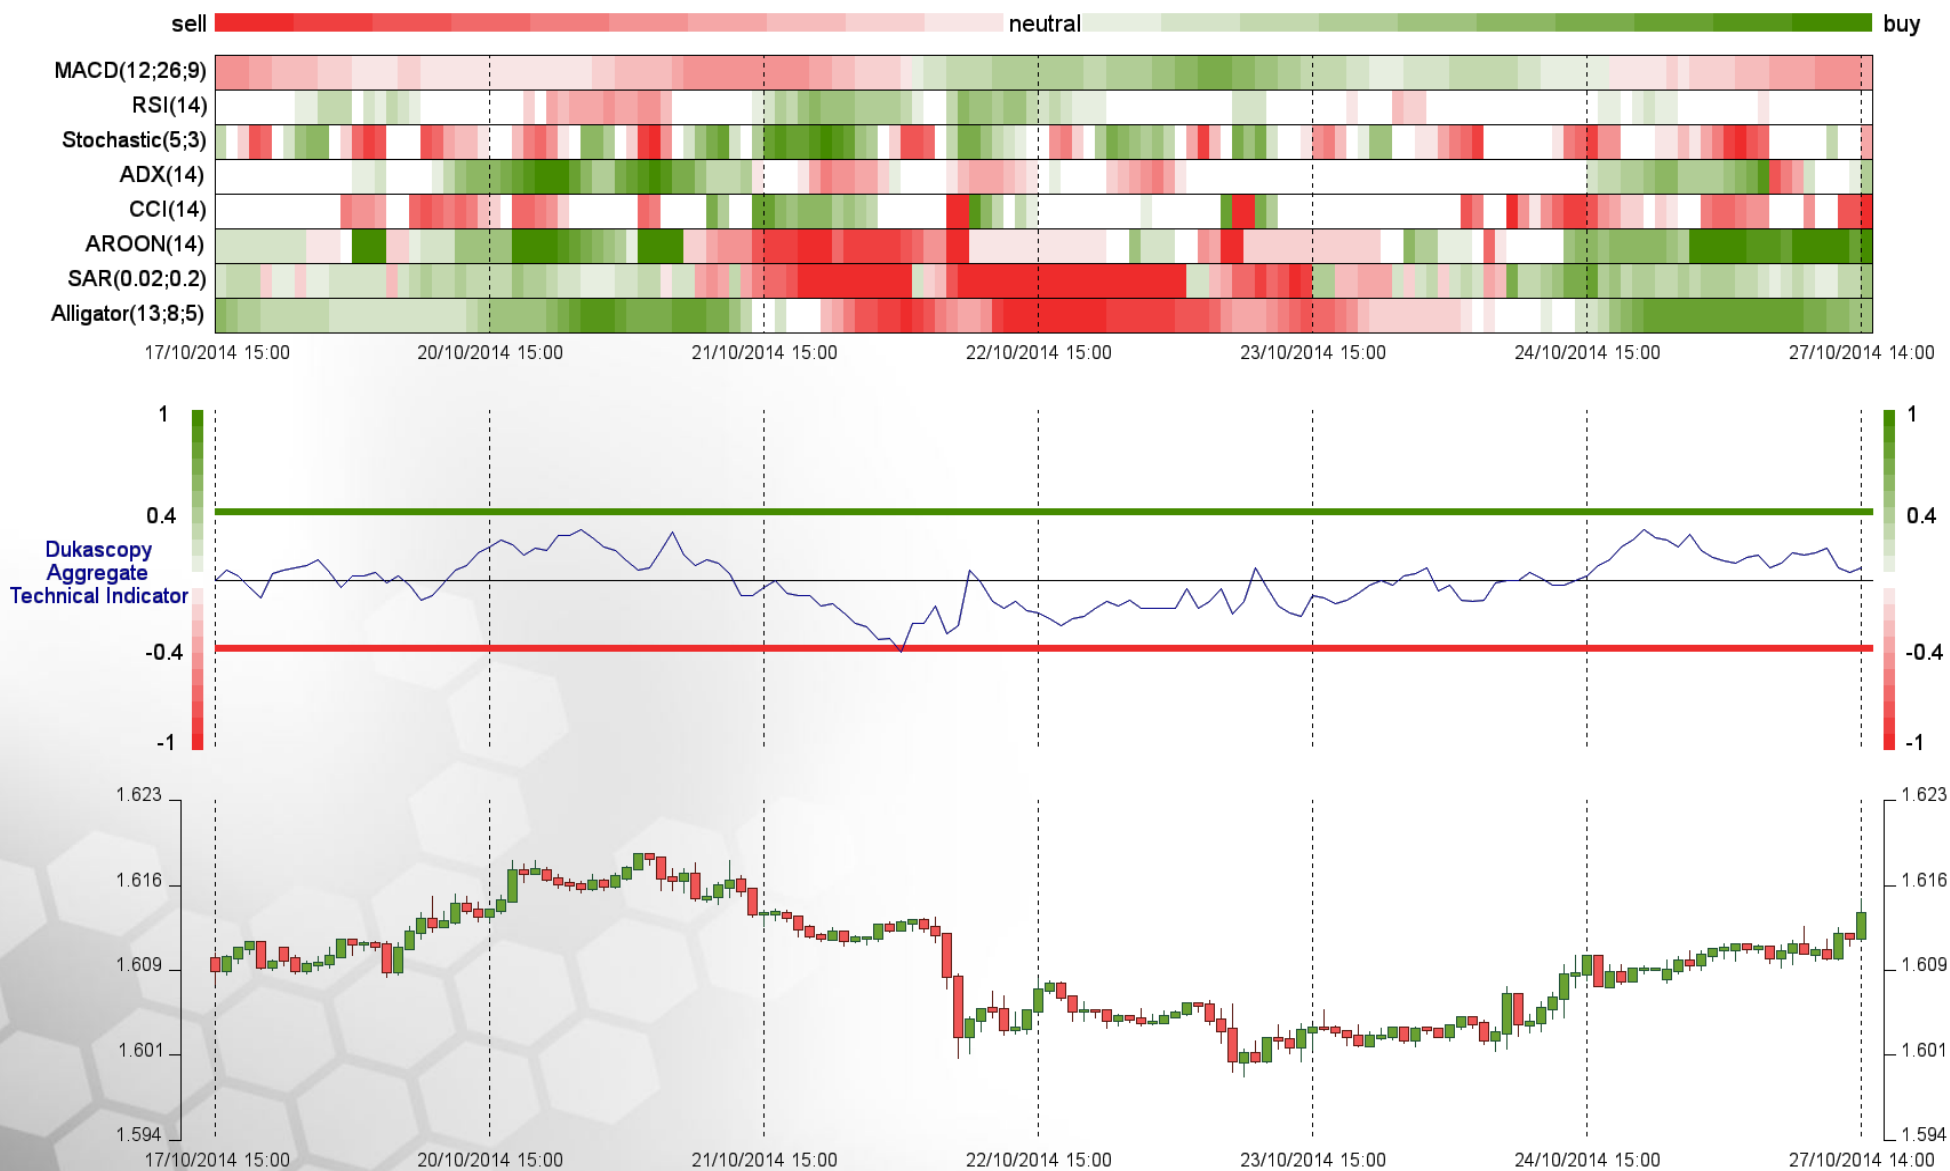 sell neutral buy
MACD(12;26;9)
RSI(14)
Stochastic(5;3)
ADX(14)
CCI(14)
AROON(14)
SAR(0.02;0.2)
Alligator(13;8;5)
17/10/2014 15:00 20/10/2014 15:00 21/10/2014 15:00 22/10/2014 15:00 23/10/2014 15:00 24/10/2014 15:00 27/10/2014 14:00
1 1
0.4 0.4
Dukascopy
Aggregate
Technical Indicator
-0.4 -0.4
-1 -1
1.623 1.623
1.616 1.616
1.609 1.609
1.601 1.601
1.594 1.594
17/10/2014 15:00 20/10/2014 15:00 21/10/2014 15:00 22/10/2014 15:00 23/10/2014 15:00 24/10/2014 15:00 27/10/2014 14:00